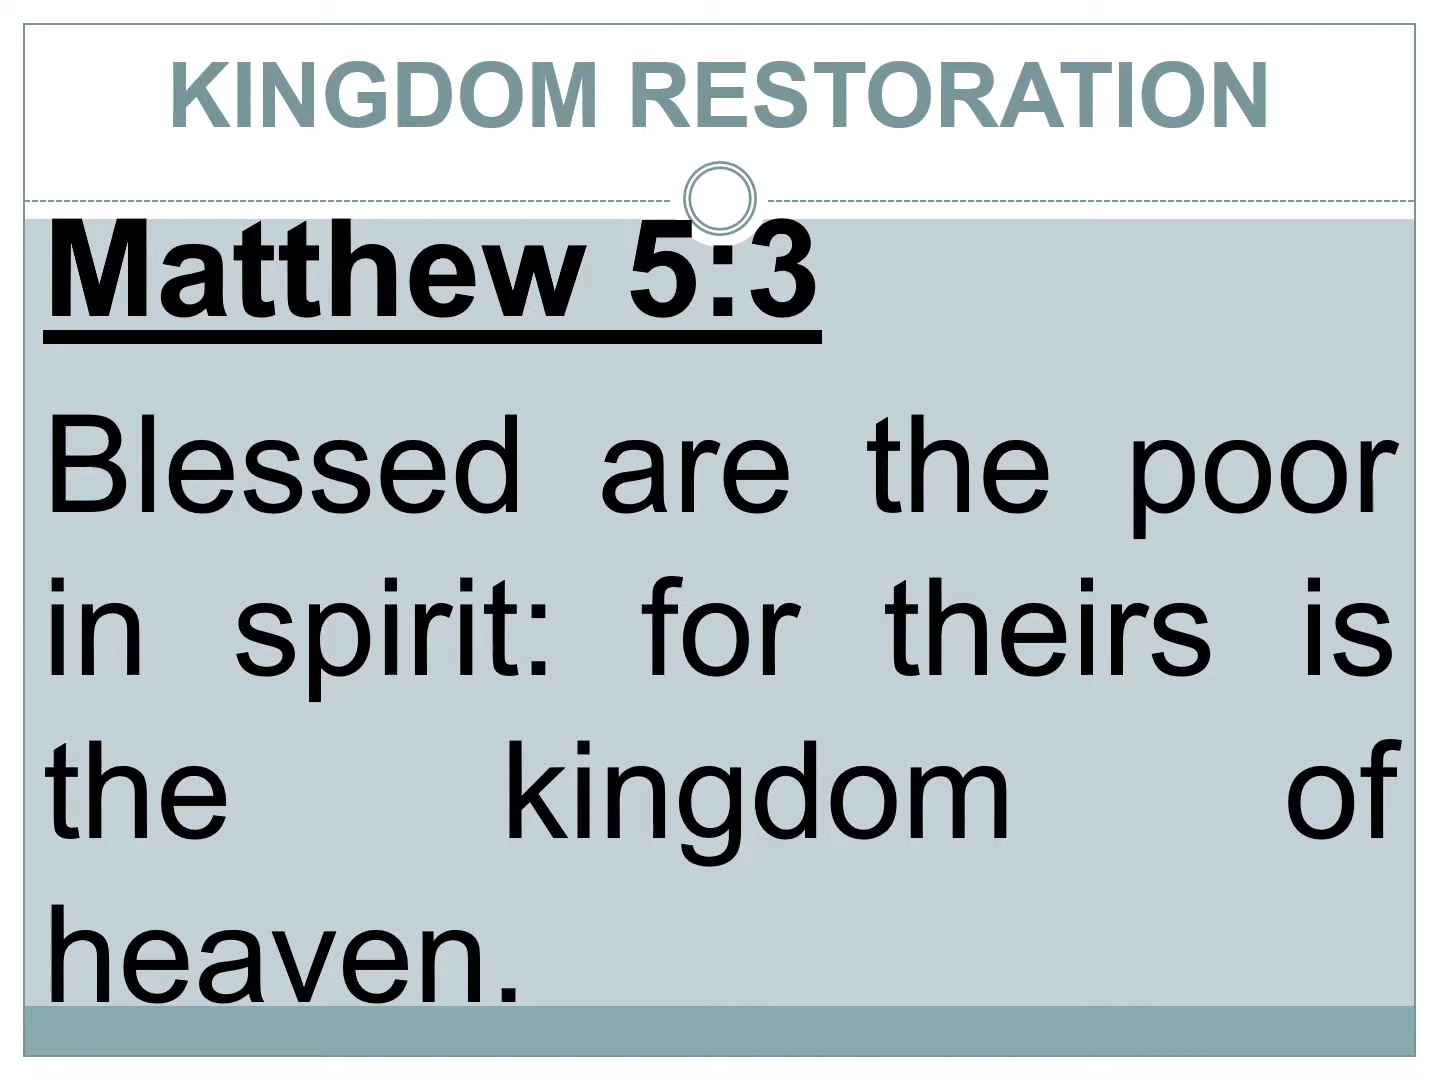 KINGDOM RESTORATION
Matthew 5:3
Blessed are the poor
in spirit: for theirs is
the kingdom of
heaven.